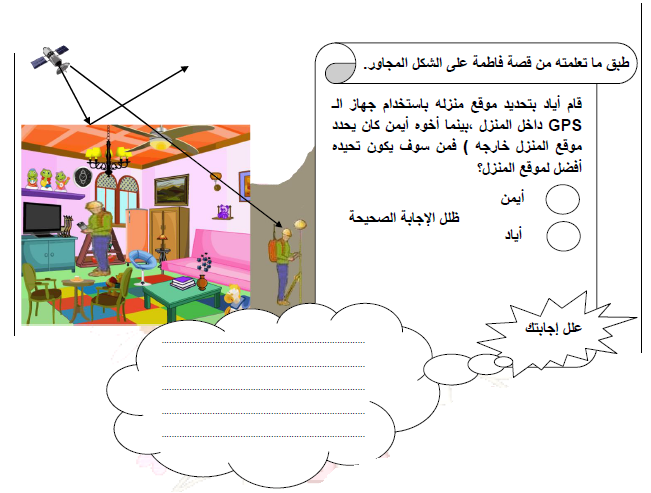 طبق ما تعلمته من قصة فاطمة على الشكل المجاور.
قام أياد بتحديد موقع منزله باستخدام جهاز الـ
GPS داخل المنزل ،بينما أخوه أيمن كان يحدد
موقع المنزل خارجه ) فمن سوف يكون تحيده
أفضل لموقع المنزل؟
أيمن
ظلل الإجابة الصحيحة
أياد
علل إجابتك